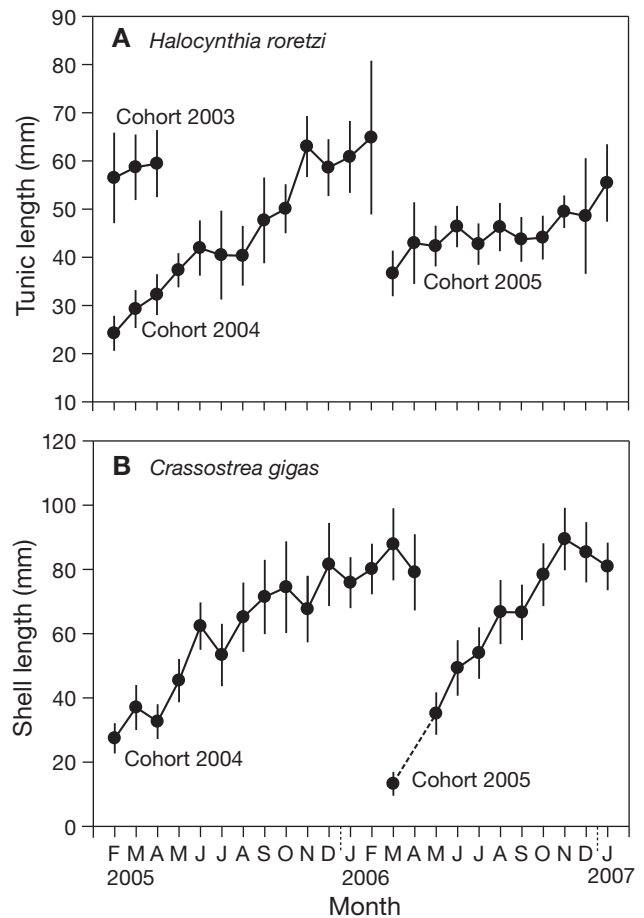 A Halocynthia roretzi
90
80
70
60
50
40
30
20
10
Tunic length (mm)
Cohort 2003
Cohort 2004
Cohort 2005
B Crassostrea gigas
120
100
80
60
40
20
0
Shell length (mm)
Cohort 2004
Cohort 2005
F M A M J J A S O N D J F M A M J J A S O N D J
2005 2006 2007
Month